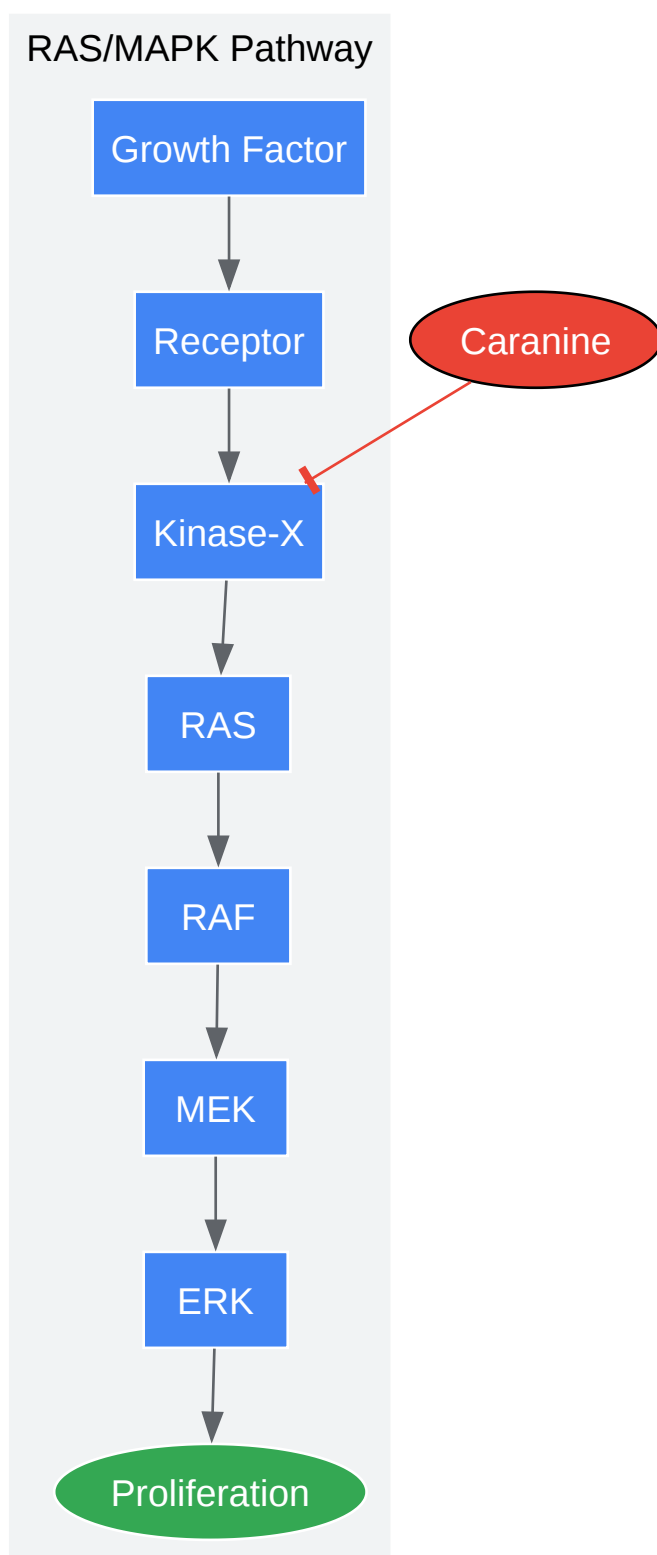 RAS/MAPK Pathway
Growth Factor
Receptor
Caranine
Kinase-X
RAS
RAF
MEK
ERK
Proliferation